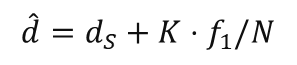 d̂ = d_S + K · f_1/N